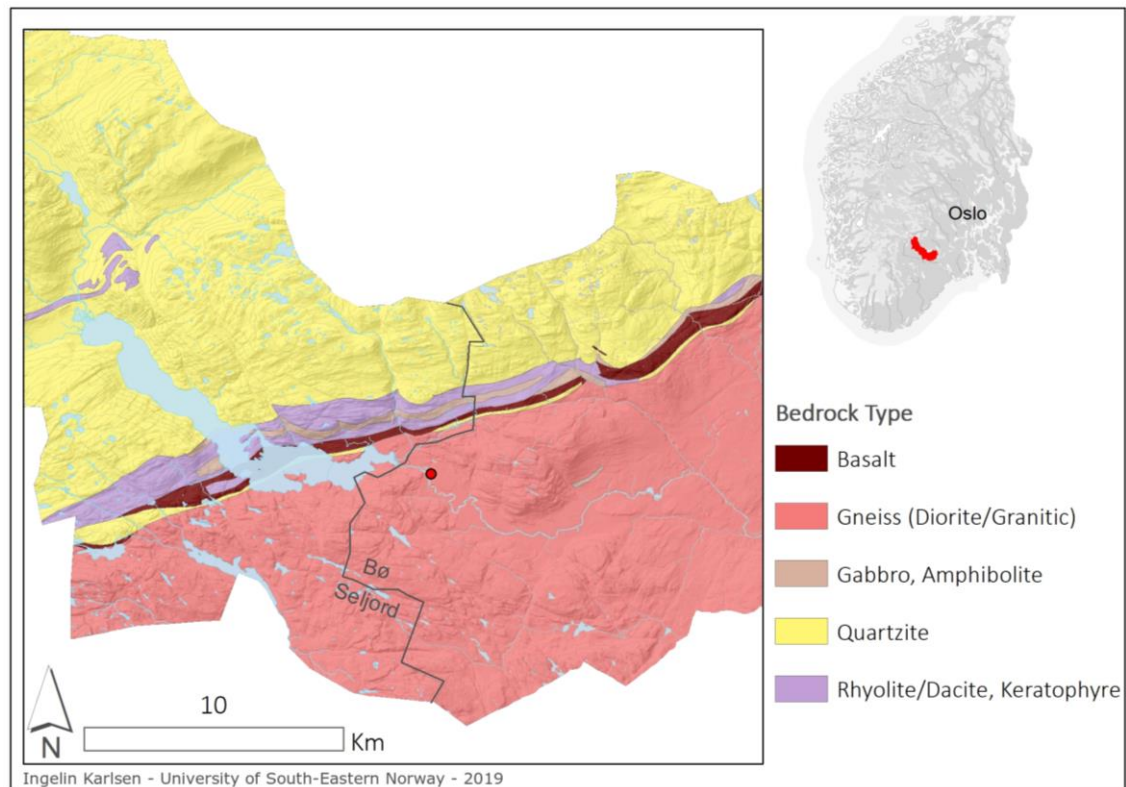 Oslo
Bø
Seljord
N
10
Km
Bedrock Type
Basalt
Gneiss (Diorite/Granitic)
Gabbro, Amphibolite
Quartzite
Rhyolite/Dacite, Keratophyre
Ingelin Karlsen - University of South-Eastern Norway - 2019